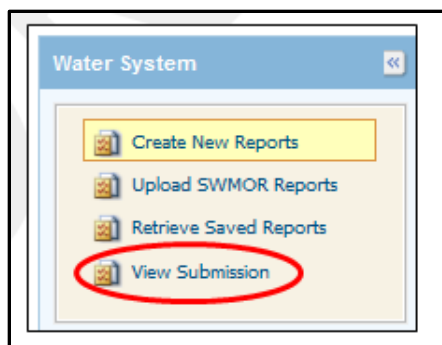 Water System
Create New Reports
Upload SWMOR Reports
Retrieve Saved Reports
View Submission